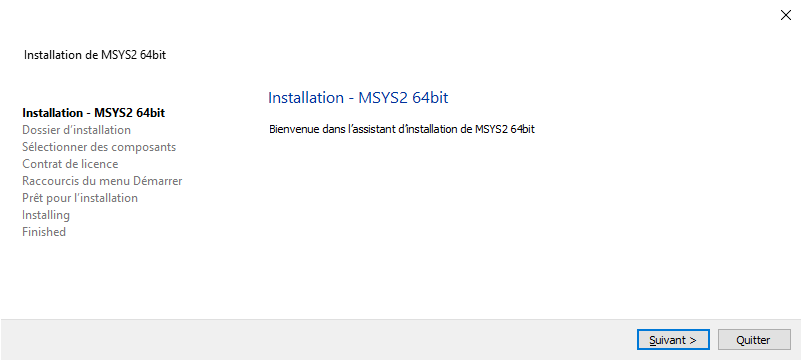 Installation de MSYS2 64bit
Installation - MSYS2 64bit
Dossier d'installation
Sélectionner des composants
Contrat de licence
Raccourcis du menu Démarrer
Prêt pour l'installation
Installing
Finished
Installation - MSYS2 64bit
Bienvenue dans l'assistant d'installation de MSYS2 64bit
Suivant >
Quitter